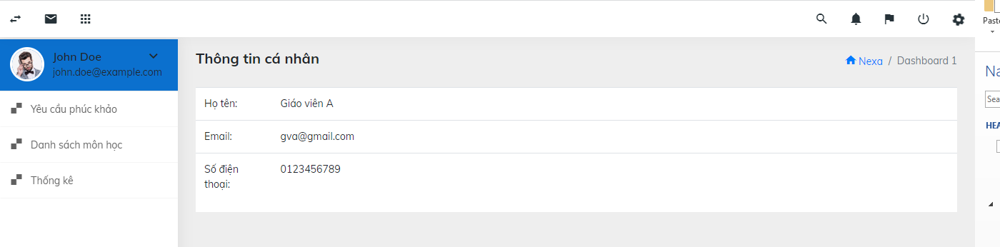 John Doe
john.doe@example.com
Yêu cầu phúc khảo
Danh sách môn học
Thống kê
Thông tin cá nhân
Nexa / Dashboard 1
Họ tên: Giáo viên A
Email: gva@gmail.com
Số điện 0123456789
thoại:
Paste
Na
Sea
HEA